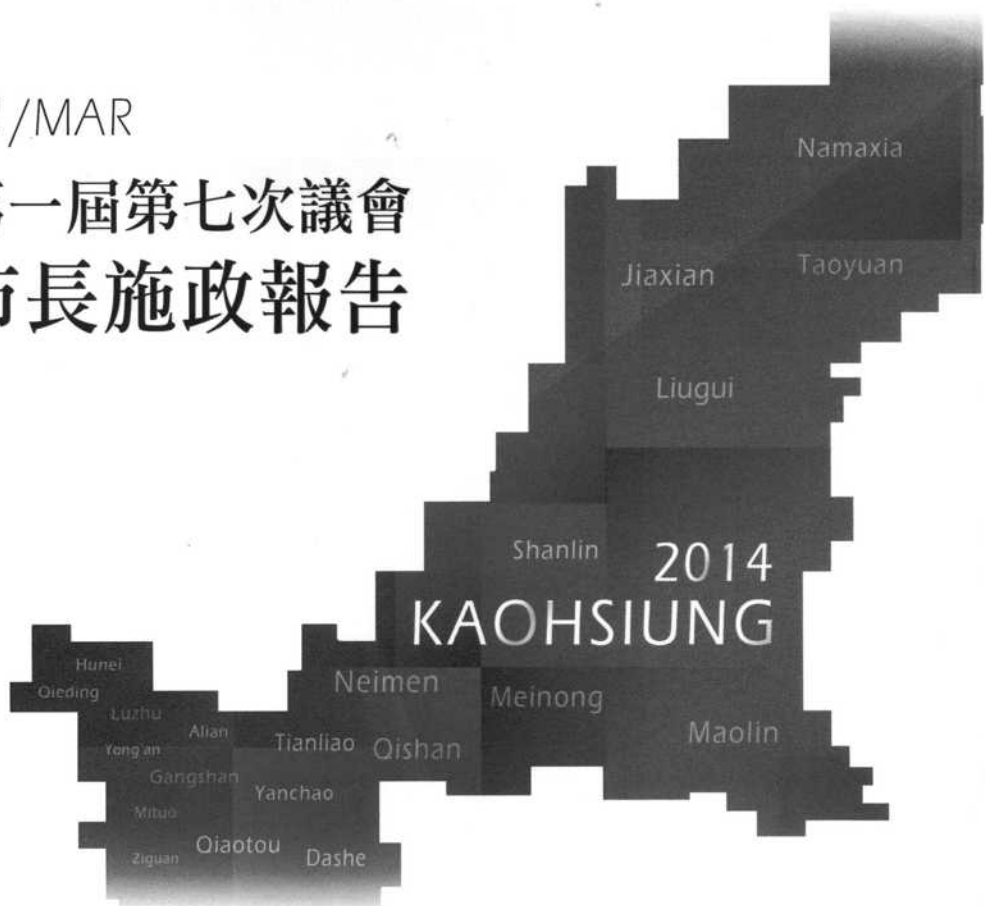 /MAR
一屆第七次議會
市長施政報告
Namaxia
Jiaxian
Taoyuan
Liugui
Shanlin
2014
KAOHSIUNG
Hunei
Qieding
Luzhu
Alian
Neimen
Meinong
Maolin
Yong'an
Tianliao
Qishan
Gangshan
Yanchao
Mituo
Ziguan
Qiaotou
Dashe